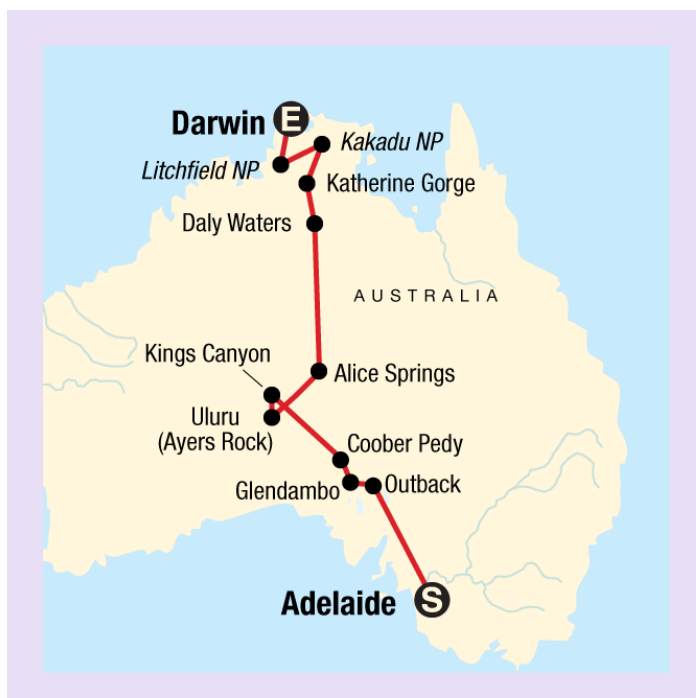 Darwin
E
Kakadu NP
Litchfield NP
Katherine Gorge
Daly Waters
AUSTRALIA
Kings Canyon
Alice Springs
Uluru
(Ayers Rock)
Coober Pedy
Glendambo
Outback
Adelaide
S